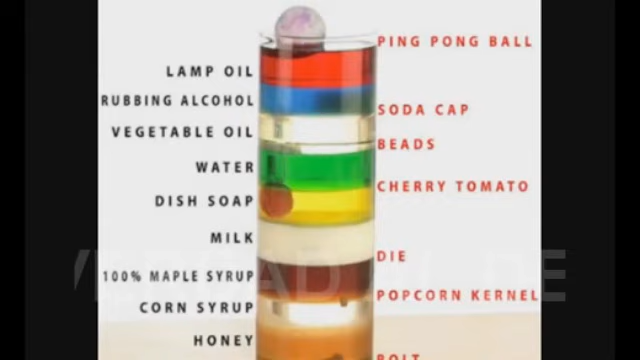 PING PONG BALL
LAMP OIL
RUBBING ALCOHOL
SODA CAP
VEGETABLE OIL
BEADS
WATER
CHERRY TOMATO
DISH SOAP
MILK
DIE
100% MAPLE SYRUP
POPCORN KERNEL
CORN SYRUP
HONEY
BOLT